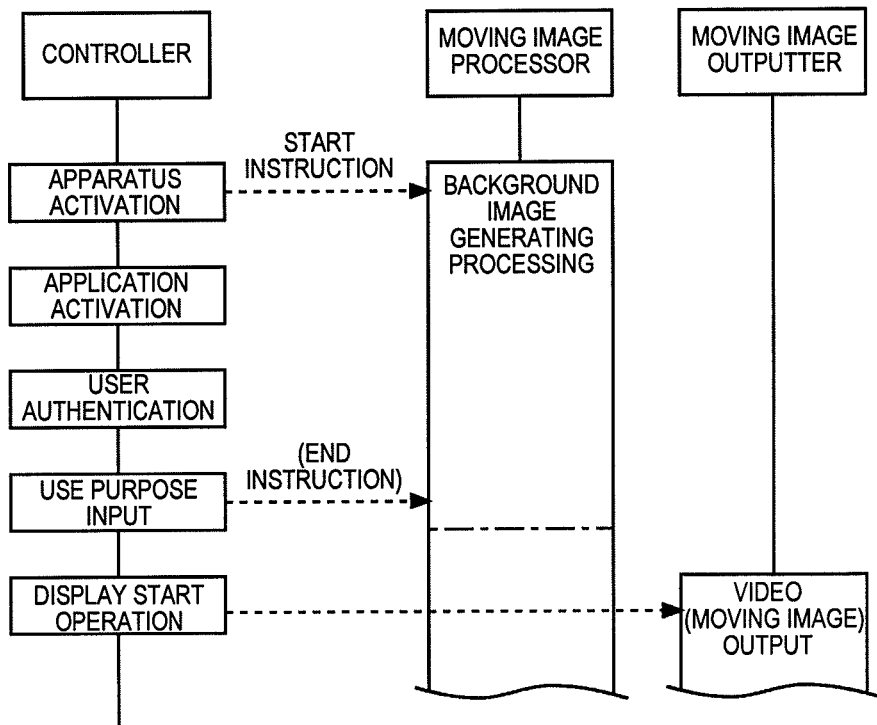 CONTROLLER
MOVING IMAGE
PROCESSOR
MOVING IMAGE
OUTPUTTER
APPARATUS
ACTIVATION
START
INSTRUCTION
BACKGROUND
IMAGE
GENERATING
PROCESSING
APPLICATION
ACTIVATION
USER
AUTHENTICATION
USE PURPOSE
INPUT
(END
INSTRUCTION)
DISPLAY START
OPERATION
VIDEO
(MOVING IMAGE)
OUTPUT